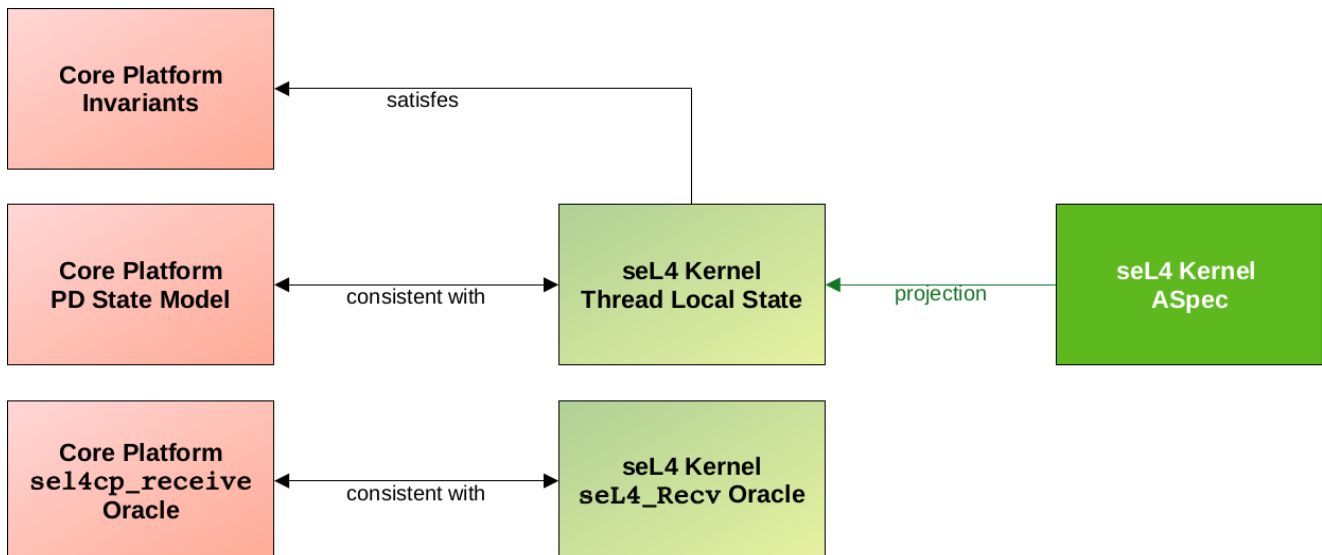 Core Platform
Invariants
satisfes
Core Platform
PD State Model
consistent with
seL4 Kernel
Thread Local State
projection
seL4 Kernel
ASpec
Core Platform
sel4cp_receive
Oracle
consistent with
seL4 Kernel
seL4_Recv Oracle